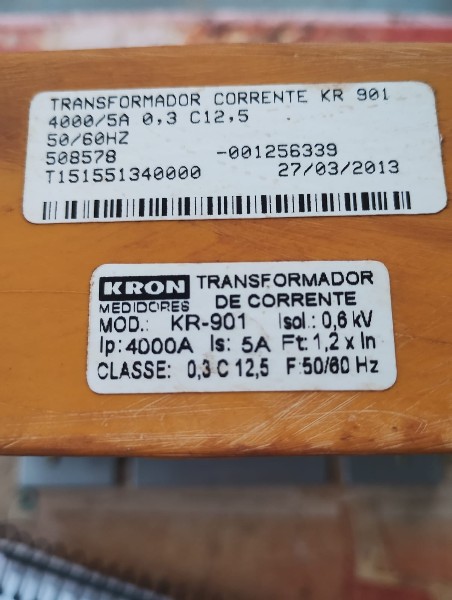 TRANSFORMADOR CORRENTE KR 901
4000/5A 0,3 C12,5
50/60HZ
508578 -001256339
T151551340000 27/03/2013
KRON TRANSFORMADOR
MEDIDORES DE CORRENTE
MOD.: KR-901 Isol.: 0,6 kV
Ip: 4000A Is: 5A Ft: 1,2 x In
CLASSE: 0,3 C 12,5 F: 50/60 Hz